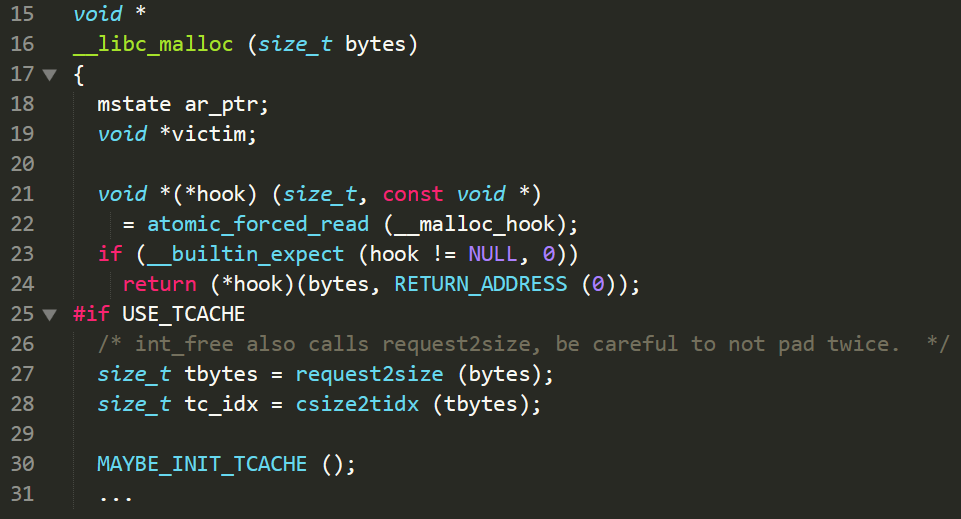 15 void *
16 __libc_malloc (size_t bytes)
17 {
18   mstate ar_ptr;
19   void *victim;
20
21   void *(*hook) (size_t, const void *)
22     = atomic_forced_read (__malloc_hook);
23   if (__builtin_expect (hook != NULL, 0))
24     return (*hook)(bytes, RETURN_ADDRESS (0));
25 #if USE_TCACHE
26   /* int_free also calls request2size, be careful to not pad twice.  */
27   size_t tbytes = request2size (bytes);
28   size_t tc_idx = csize2tidx (tbytes);
29
30   MAYBE_INIT_TCACHE ();
31   ...